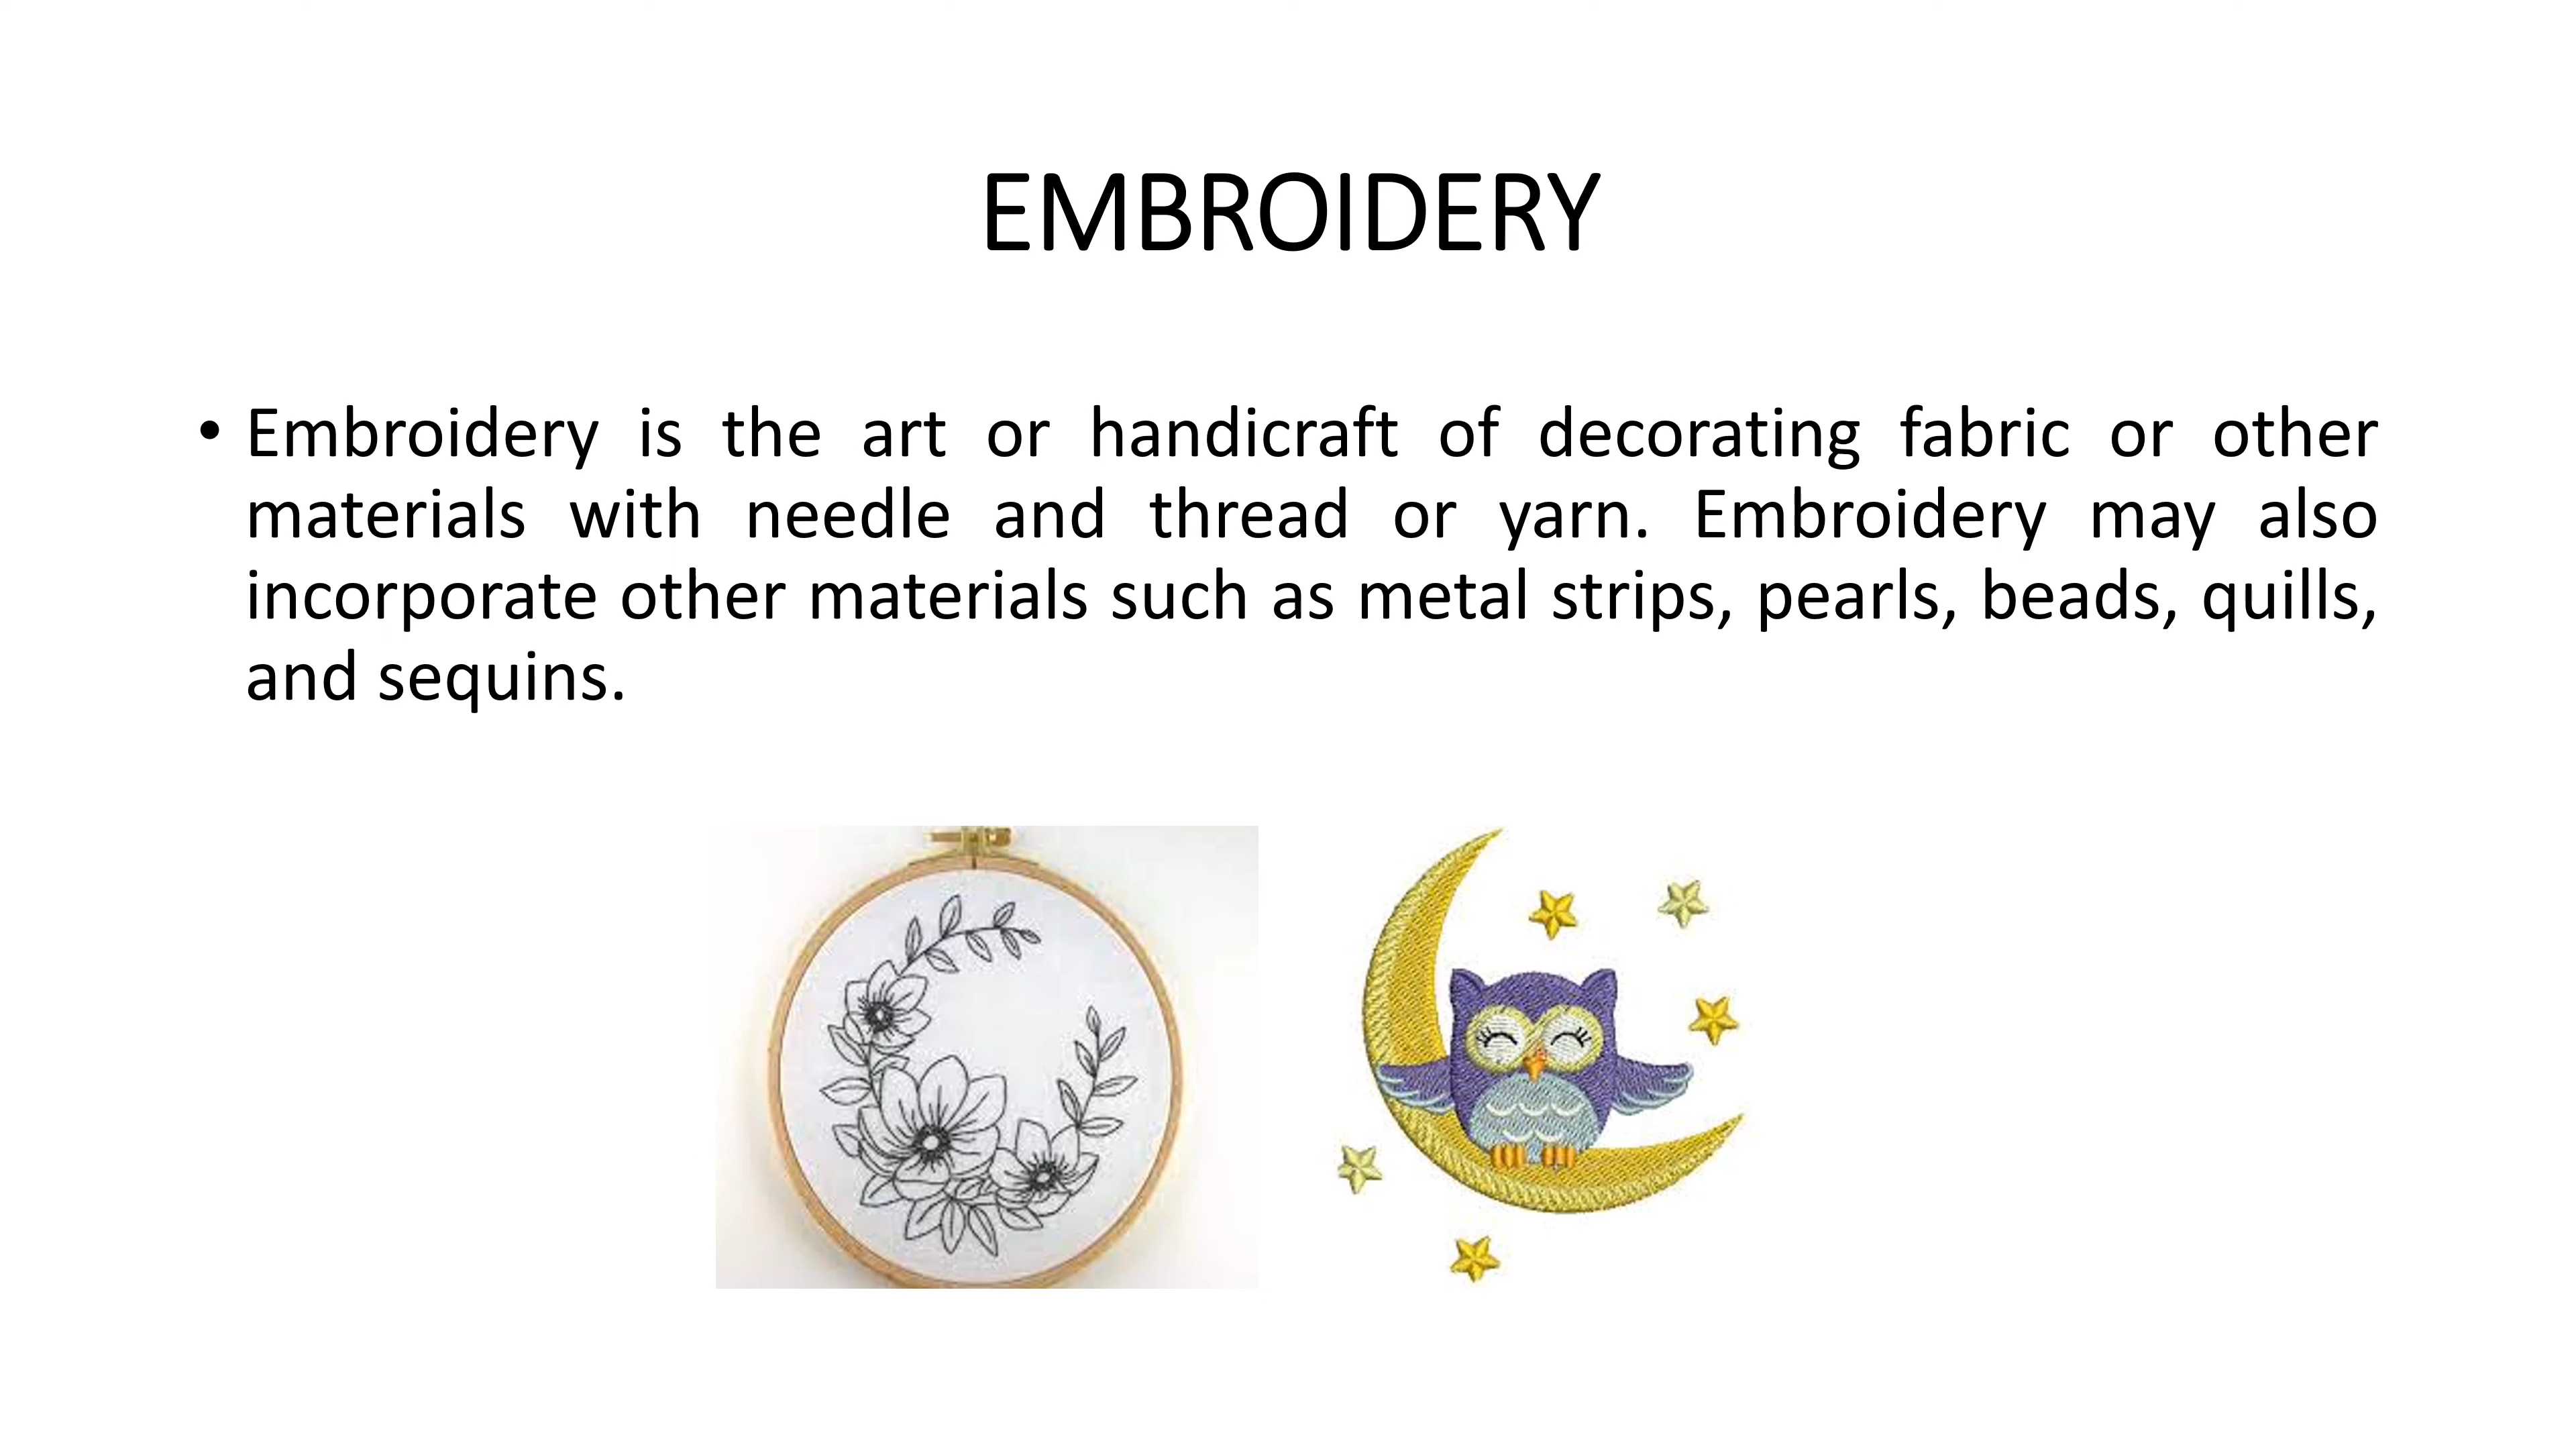 EMBROIDERY
• Embroidery is the art or handicraft of decorating fabric or other
materials with needle and thread or yarn. Embroidery may also
incorporate other materials such as metal strips, pearls, beads, quills,
and sequins.